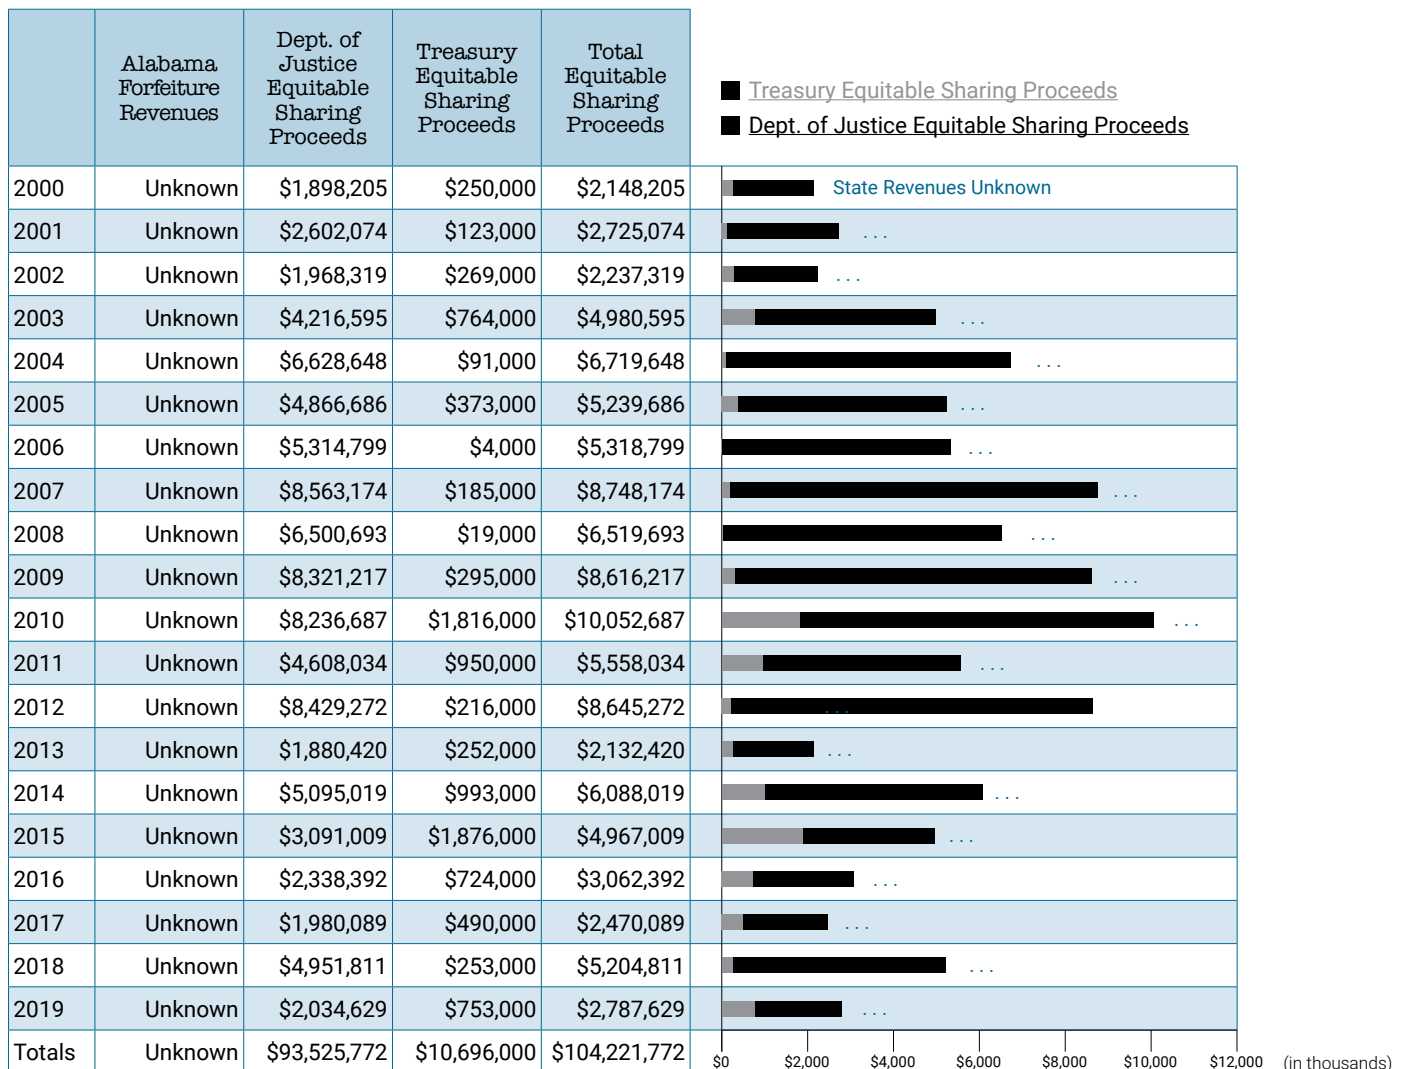 Alabama
Forfeiture
Revenues
Dept. of
Justice
Equitable
Sharing
Proceeds
Treasury
Equitable
Sharing
Proceeds
Total
Equitable
Sharing
Proceeds
Treasury Equitable Sharing Proceeds
Dept. of Justice Equitable Sharing Proceeds
2000 Unknown $1,898,205 $250,000 $2,148,205 State Revenues Unknown
2001 Unknown $2,602,074 $123,000 $2,725,074 ...
2002 Unknown $1,968,319 $269,000 $2,237,319 ...
2003 Unknown $4,216,595 $764,000 $4,980,595 ...
2004 Unknown $6,628,648 $91,000 $6,719,648 ...
2005 Unknown $4,866,686 $373,000 $5,239,686 ...
2006 Unknown $5,314,799 $4,000 $5,318,799 ...
2007 Unknown $8,563,174 $185,000 $8,748,174 ...
2008 Unknown $6,500,693 $19,000 $6,519,693 ...
2009 Unknown $8,321,217 $295,000 $8,616,217 ...
2010 Unknown $8,236,687 $1,816,000 $10,052,687 ...
2011 Unknown $4,608,034 $950,000 $5,558,034 ...
2012 Unknown $8,429,272 $216,000 $8,645,272 ...
2013 Unknown $1,880,420 $252,000 $2,132,420 ...
2014 Unknown $5,095,019 $993,000 $6,088,019 ...
2015 Unknown $3,091,009 $1,876,000 $4,967,009 ...
2016 Unknown $2,338,392 $724,000 $3,062,392 ...
2017 Unknown $1,980,089 $490,000 $2,470,089 ...
2018 Unknown $4,951,811 $253,000 $5,204,811 ...
2019 Unknown $2,034,629 $753,000 $2,787,629 ...
Totals Unknown $93,525,772 $10,696,000 $104,221,772
$0 $2,000 $4,000 $6,000 $8,000 $10,000 $12,000 (in thousands)